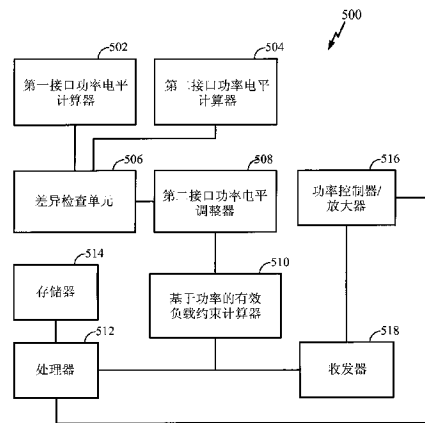 500
502
504
第一接口功率电平
计算器
第二接口功率电平
计算器
506
508
516
差异检查单元
第二接口功率电平
调整器
功率控制器/
放大器
514
510
存储器
基于功率的有效
负载约束计算器
512
518
处理器
收发器